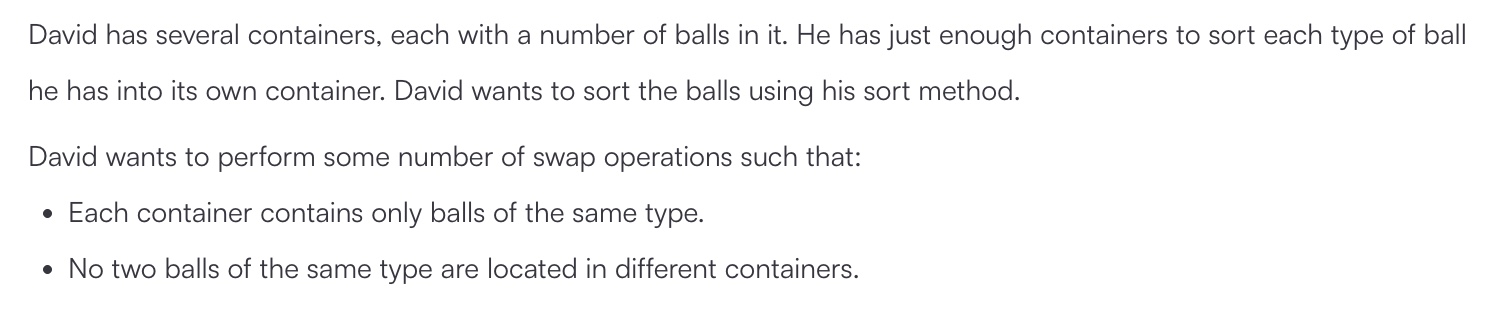 David has several containers, each with a number of balls in it. He has just enough containers to sort each type of ball
he has into its own container. David wants to sort the balls using his sort method.
David wants to perform some number of swap operations such that:
• Each container contains only balls of the same type.
• No two balls of the same type are located in different containers.